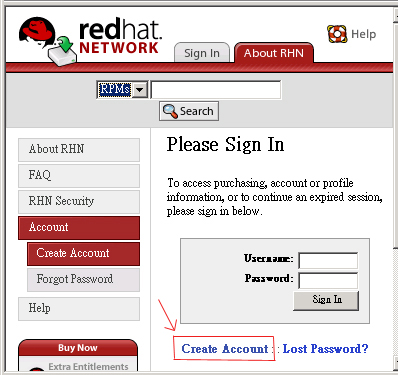 redhat.
NETWORK
Sign In
About RHN
Help
RPMs
Search
About RHN
FAQ
RHN Security
Account
Create Account
Forgot Password
Help
Buy Now
Extra Entitlements
Please Sign In
To access purchasing, account or profile
information, or to continue an expired session,
please sign in below.
Username:
Password:
Sign In
Create Account : Lost Password?